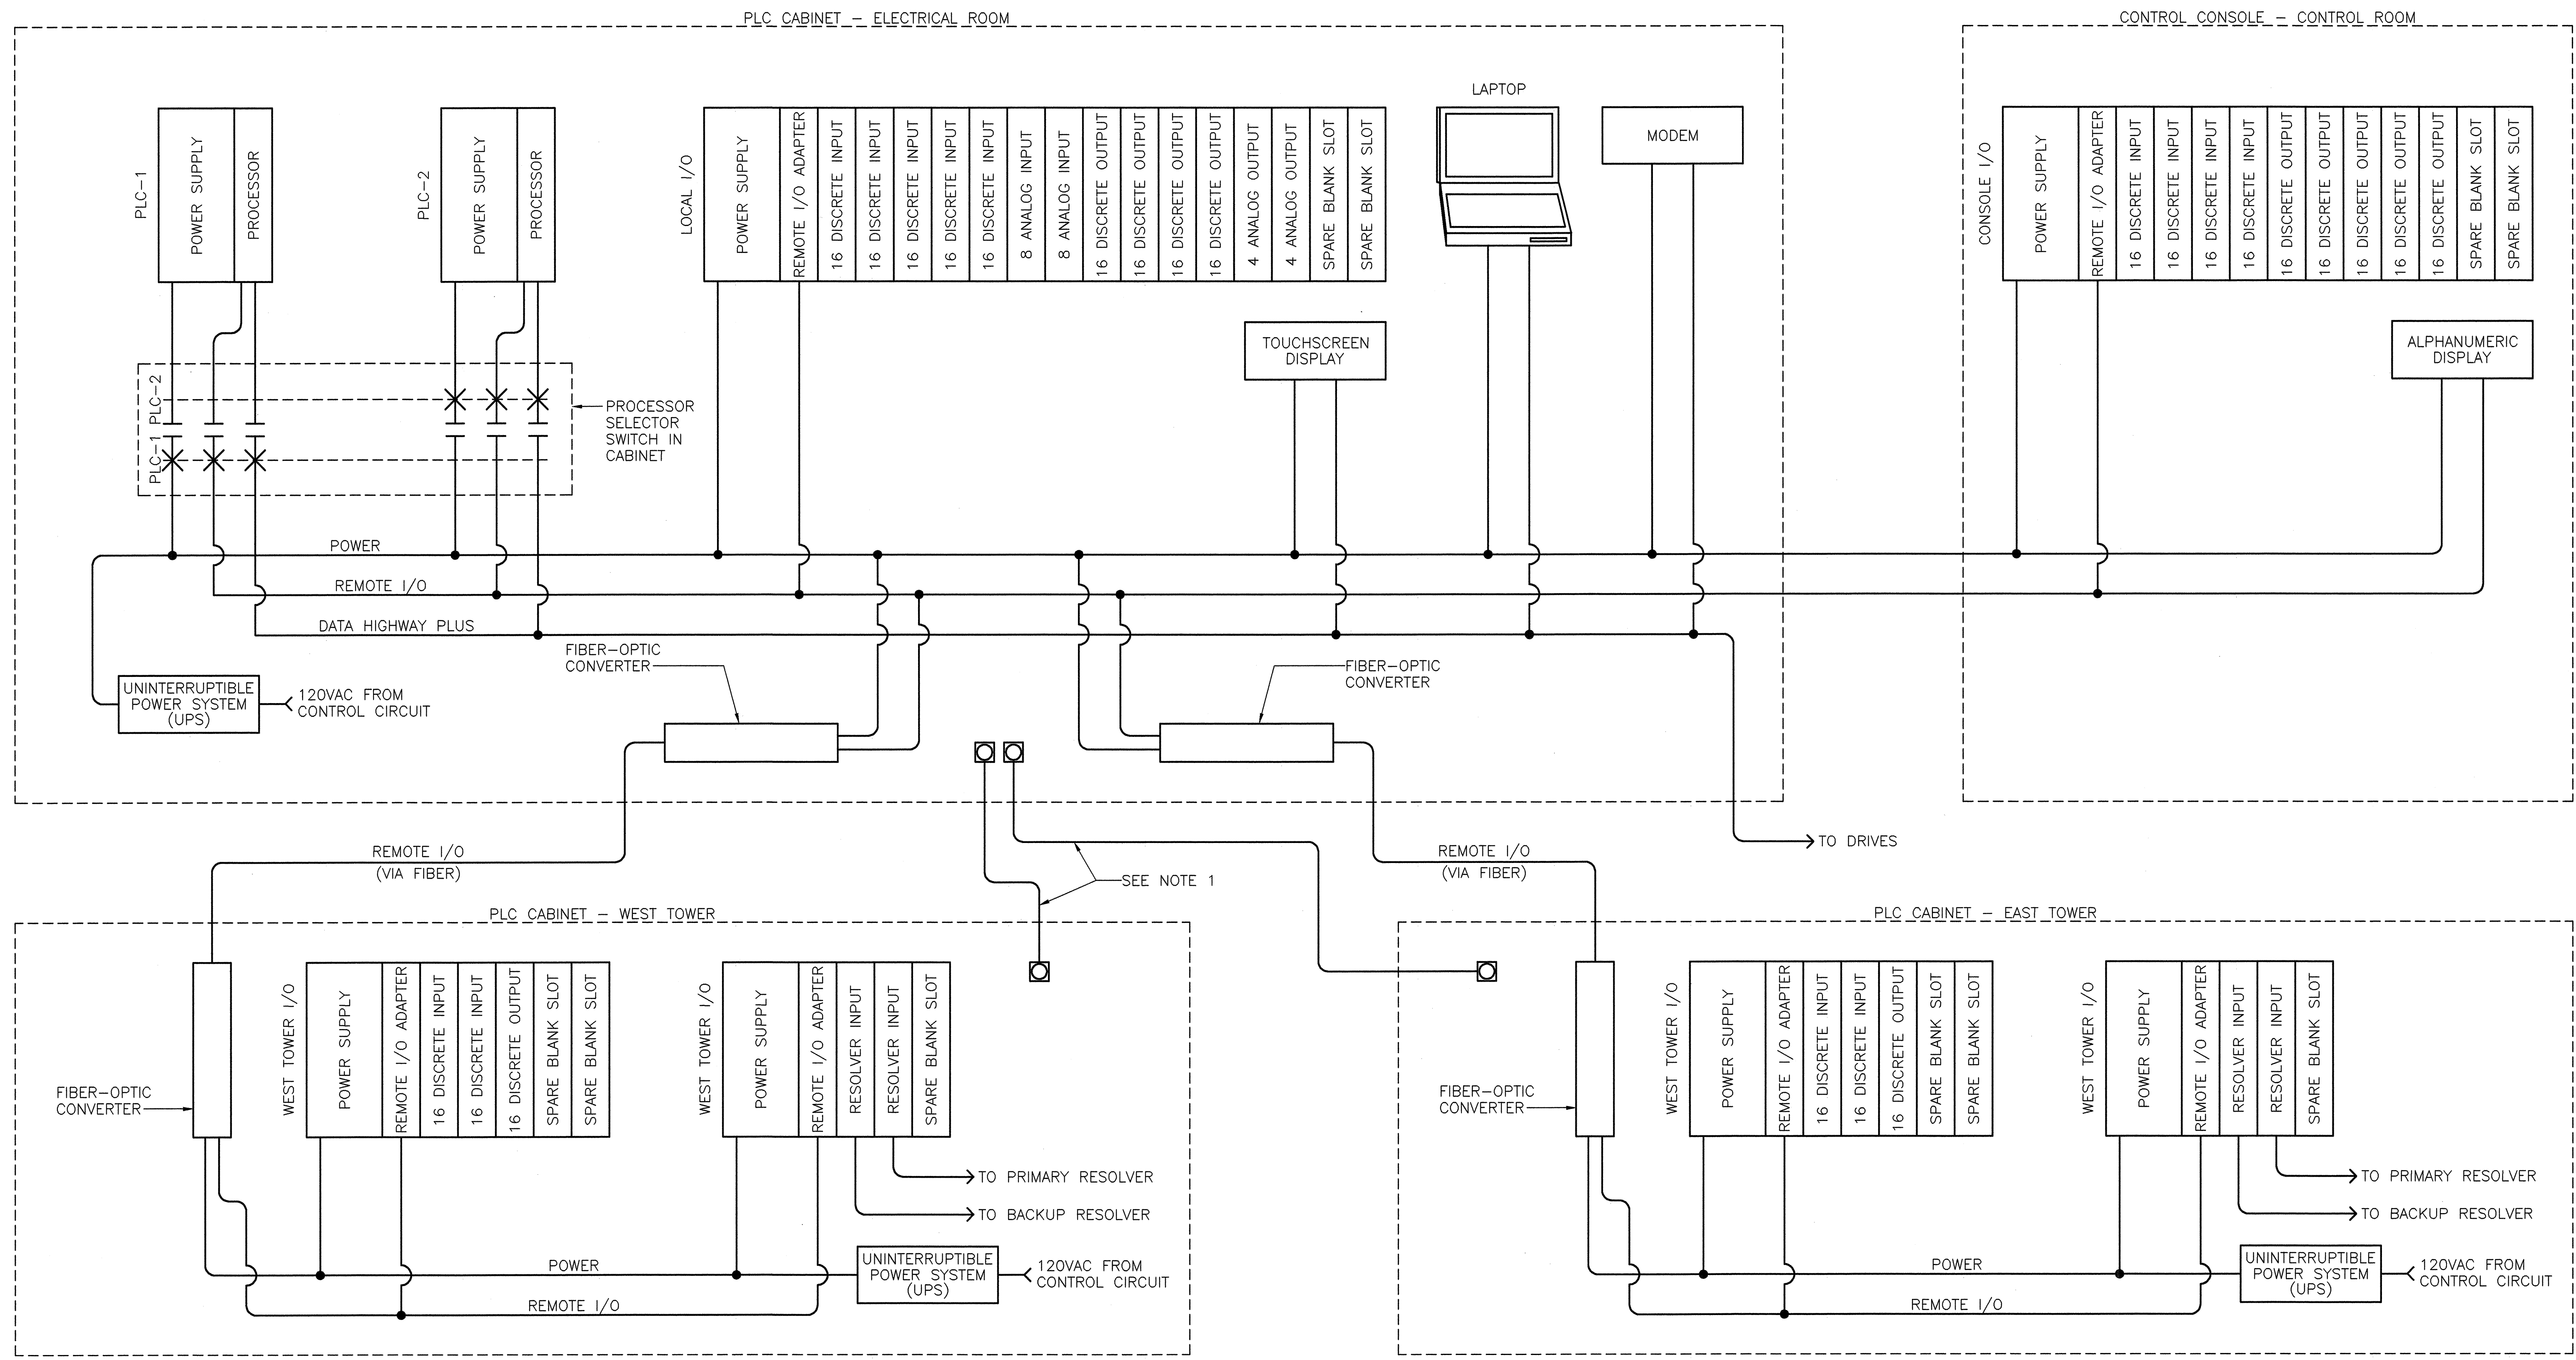 PLC CABINET – ELECTRICAL ROOM
CONTROL CONSOLE – CONTROL ROOM
PLC-1
POWER SUPPLY
PROCESSOR
PLC-2
POWER SUPPLY
PROCESSOR
LOCAL I/O
POWER SUPPLY
REMOTE I/O ADAPTER
16 DISCRETE INPUT
16 DISCRETE INPUT
16 DISCRETE INPUT
16 DISCRETE INPUT
16 DISCRETE INPUT
8 ANALOG INPUT
8 ANALOG INPUT
16 DISCRETE OUTPUT
16 DISCRETE OUTPUT
16 DISCRETE OUTPUT
16 DISCRETE OUTPUT
4 ANALOG OUTPUT
4 ANALOG OUTPUT
SPARE BLANK SLOT
SPARE BLANK SLOT
LAPTOP
MODEM
CONSOLE I/O
POWER SUPPLY
REMOTE I/O ADAPTER
16 DISCRETE INPUT
16 DISCRETE INPUT
16 DISCRETE INPUT
16 DISCRETE INPUT
16 DISCRETE OUTPUT
16 DISCRETE OUTPUT
16 DISCRETE OUTPUT
16 DISCRETE OUTPUT
16 DISCRETE OUTPUT
SPARE BLANK SLOT
SPARE BLANK SLOT
TOUCHSCREEN
DISPLAY
ALPHANUMERIC
DISPLAY
PLC-1 PLC-2
PROCESSOR
SELECTOR
SWITCH IN
CABINET
POWER
REMOTE I/O
DATA HIGHWAY PLUS
FIBER-OPTIC
CONVERTER
FIBER-OPTIC
CONVERTER
UNINTERRUPTIBLE
POWER SYSTEM
(UPS)
120VAC FROM
CONTROL CIRCUIT
REMOTE I/O
(VIA FIBER)
SEE NOTE 1
REMOTE I/O
(VIA FIBER)
TO DRIVES
PLC CABINET – WEST TOWER
PLC CABINET – EAST TOWER
FIBER-OPTIC
CONVERTER
WEST TOWER I/O
POWER SUPPLY
REMOTE I/O ADAPTER
16 DISCRETE INPUT
16 DISCRETE INPUT
16 DISCRETE OUTPUT
SPARE BLANK SLOT
SPARE BLANK SLOT
WEST TOWER I/O
POWER SUPPLY
REMOTE I/O ADAPTER
RESOLVER INPUT
RESOLVER INPUT
SPARE BLANK SLOT
TO PRIMARY RESOLVER
TO BACKUP RESOLVER
POWER
REMOTE I/O
UNINTERRUPTIBLE
POWER SYSTEM
(UPS)
120VAC FROM
CONTROL CIRCUIT
FIBER-OPTIC
CONVERTER
WEST TOWER I/O
POWER SUPPLY
REMOTE I/O ADAPTER
16 DISCRETE INPUT
16 DISCRETE INPUT
16 DISCRETE OUTPUT
SPARE BLANK SLOT
SPARE BLANK SLOT
WEST TOWER I/O
POWER SUPPLY
REMOTE I/O ADAPTER
RESOLVER INPUT
RESOLVER INPUT
SPARE BLANK SLOT
TO PRIMARY RESOLVER
TO BACKUP RESOLVER
POWER
REMOTE I/O
UNINTERRUPTIBLE
POWER SYSTEM
(UPS)
120VAC FROM
CONTROL CIRCUIT